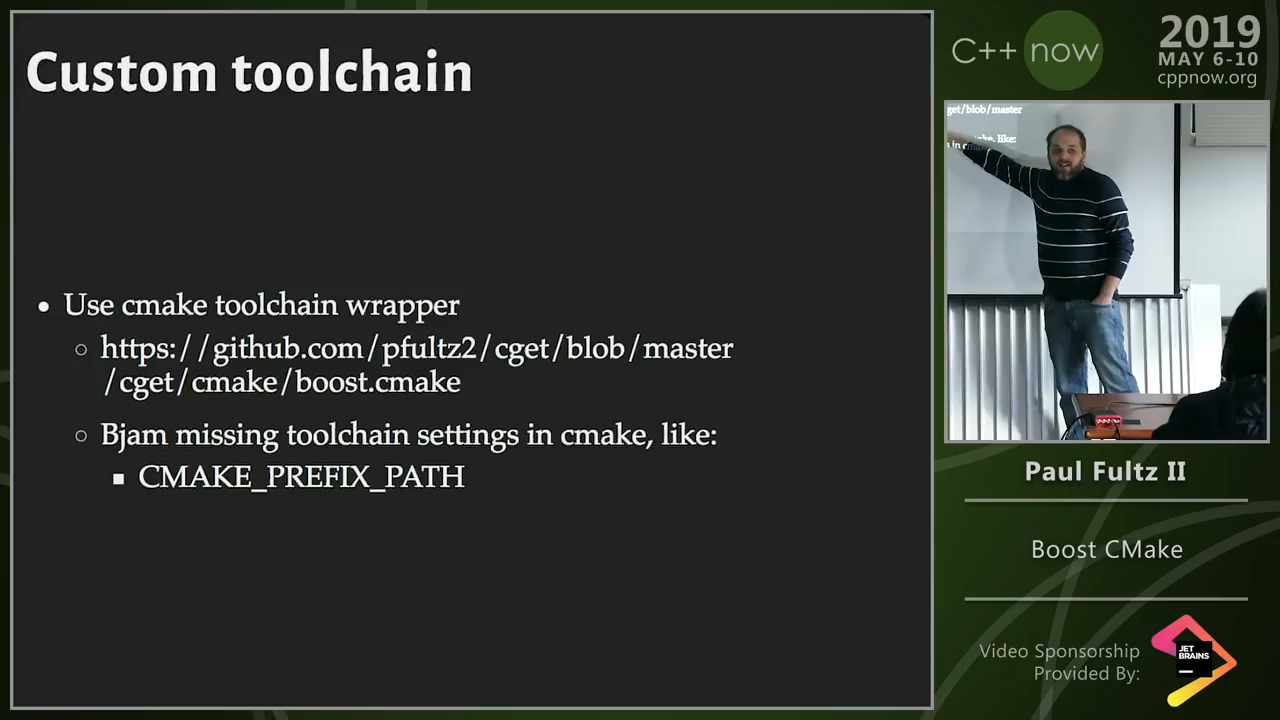 Custom toolchain
• Use cmake toolchain wrapper
○ https://github.com/pfultz2/cget/blob/master
/cget/cmake/boost.cmake
○ Bjam missing toolchain settings in cmake, like:
■ CMAKE_PREFIX_PATH
C++ now
2019
MAY 6-10
cppnow.org
get/blob/master
like:
in
Paul Fultz II
Boost CMake
Video Sponsorship
Provided By:
JET
BRAINS